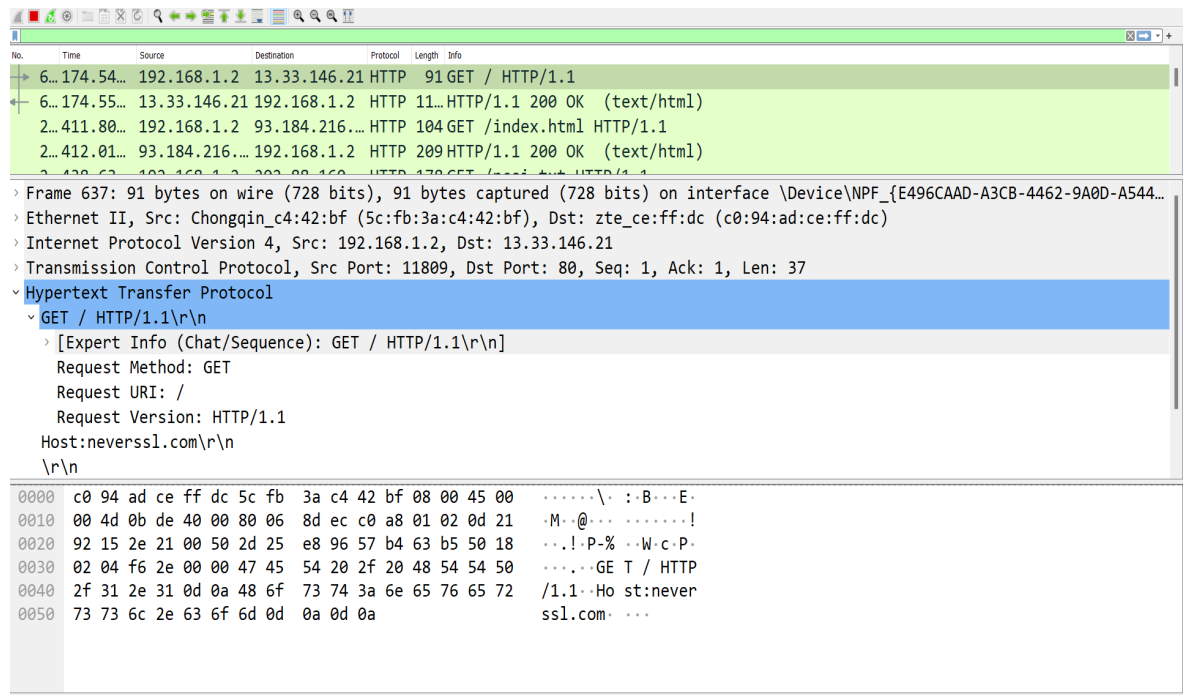 No. Time Source Destination Protocol Length Info
6… 174.54… 192.168.1.2 13.33.146.21 HTTP 91 GET / HTTP/1.1
6… 174.55… 13.33.146.21 192.168.1.2 HTTP 11… HTTP/1.1 200 OK (text/html)
2… 411.80… 192.168.1.2 93.184.216.… HTTP 104 GET /index.html HTTP/1.1
2… 412.01… 93.184.216.… 192.168.1.2 HTTP 209 HTTP/1.1 200 OK (text/html)
Frame 637: 91 bytes on wire (728 bits), 91 bytes captured (728 bits) on interface \Device\NPF_{E496CAAD-A3CB-4462-9A0D-A544…
Ethernet II, Src: Chongqin_c4:42:bf (5c:fb:3a:c4:42:bf), Dst: zte_ce:ff:dc (c0:94:ad:ce:ff:dc)
Internet Protocol Version 4, Src: 192.168.1.2, Dst: 13.33.146.21
Transmission Control Protocol, Src Port: 11809, Dst Port: 80, Seq: 1, Ack: 1, Len: 37
Hypertext Transfer Protocol
GET / HTTP/1.1\r\n
[Expert Info (Chat/Sequence): GET / HTTP/1.1\r\n]
Request Method: GET
Request URI: /
Request Version: HTTP/1.1
Host:neverssl.com\r\n
\r\n
0000 c0 94 ad ce ff dc 5c fb 3a c4 42 bf 08 00 45 00 ······\· :·B···E·
0010 00 4d 0b de 40 00 80 06 8d ec c0 a8 01 02 0d 21 ·M··@··· ·······!
0020 92 15 2e 21 00 50 2d 25 e8 96 57 b4 63 b5 50 18 ··.!·P-% ··W·c·P·
0030 02 04 f6 2e 00 00 47 45 54 20 2f 20 48 54 54 50 ···.··GE T / HTTP
0040 2f 31 2e 31 0d 0a 48 6f 73 74 3a 6e 65 76 65 72 /1.1··Ho st:never
0050 73 73 6c 2e 63 6f 6d 0d 0a 0d 0a ssl.com· ···